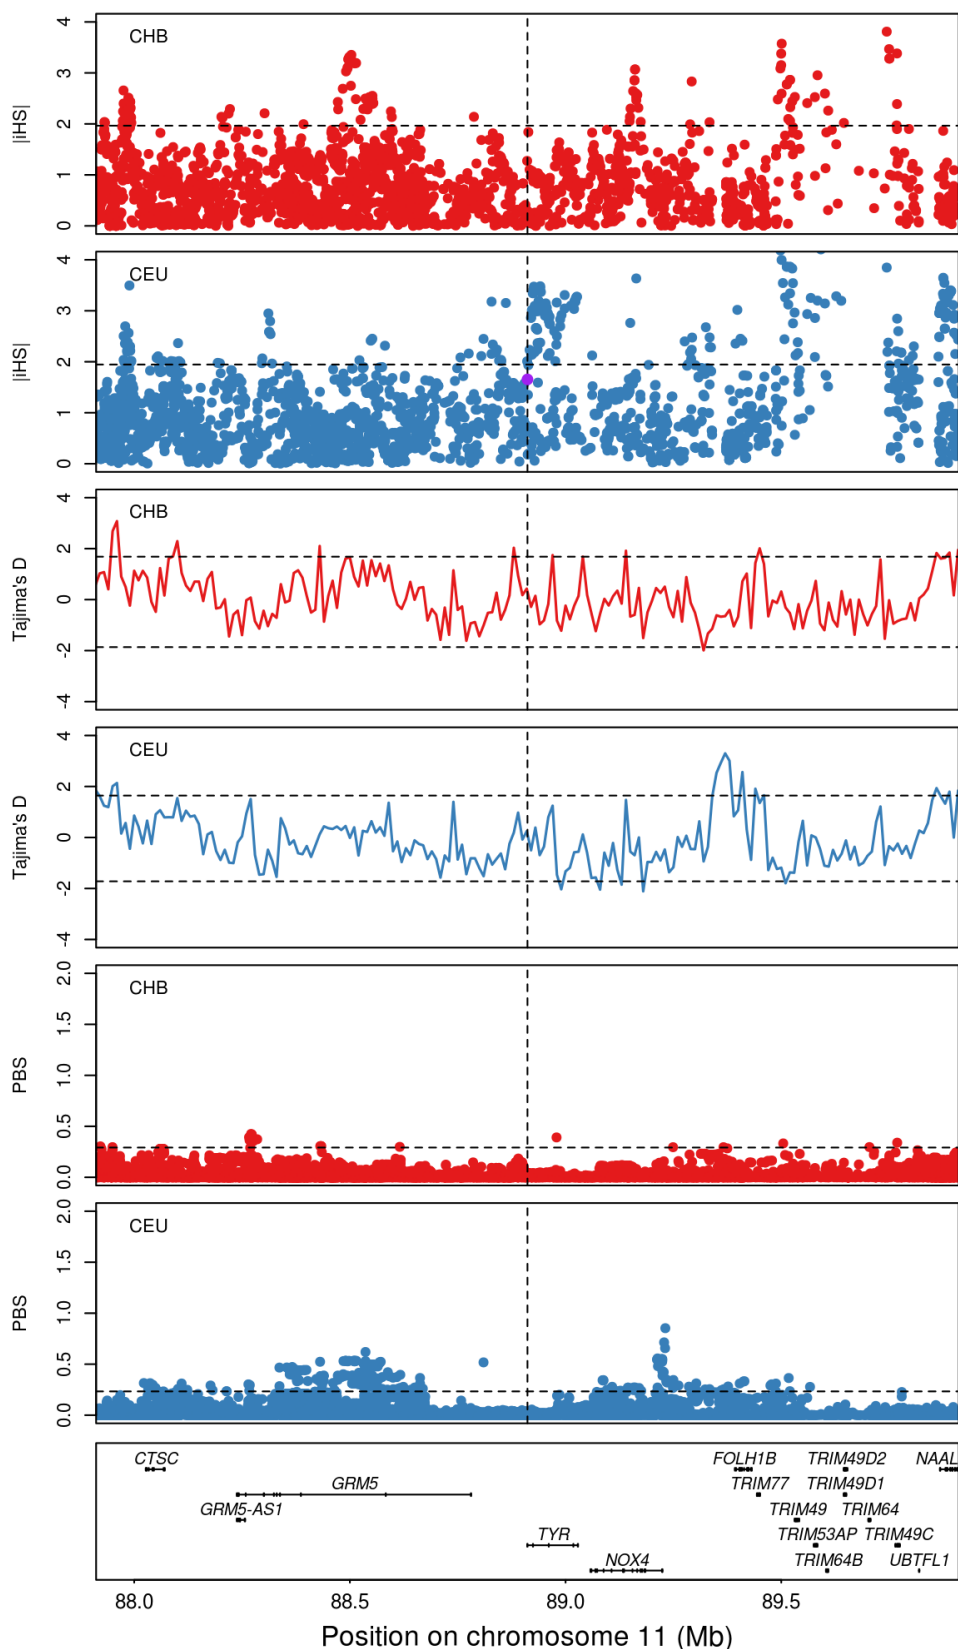 CHB
|iHS|
0 1 2 3 4
CEU
|iHS|
0 1 2 3 4
CHB
Tajima's D
-4 -2 0 2 4
CEU
Tajima's D
-4 -2 0 2 4
CHB
PBS
0.0 0.5 1.0 1.5 2.0
CEU
PBS
0.0 0.5 1.0 1.5 2.0
CTSC FOLH1B TRIM49D2 NAAL
GRM5 TRIM77 TRIM49D1
GRM5-AS1 TRIM49 TRIM64
TYR TRIM53AP TRIM49C
NOX4 TRIM64B UBTFL1
88.0 88.5 89.0 89.5
Position on chromosome 11 (Mb)